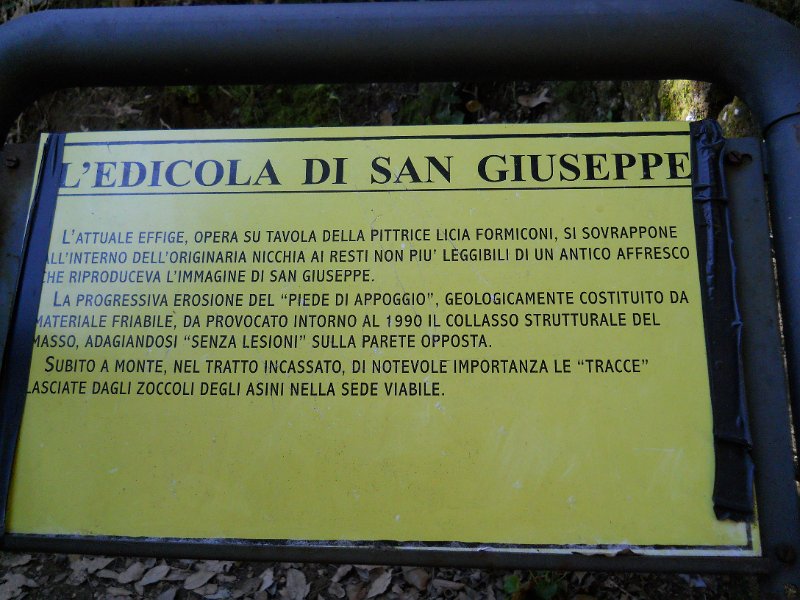 L'EDICOLA DI SAN GIUSEPPE
L'ATTUALE EFFIGE, OPERA SU TAVOLA DELLA PITTRICE LICIA FORMICONI, SI SOVRAPPONE
ALL'INTERNO DELL'ORIGINARIA NICCHIA AI RESTI NON PIU' LEGGIBILI DI UN ANTICO AFFRESCO
CHE RIPRODUCEVA L'IMMAGINE DI SAN GIUSEPPE.
LA PROGRESSIVA EROSIONE DEL "PIEDE DI APPOGGIO", GEOLOGICAMENTE COSTITUITO DA
MATERIALE FRIABILE, DA PROVOCATO INTORNO AL 1990 IL COLLASSO STRUTTURALE DEL
MASSO, ADAGIANDOSI "SENZA LESIONI" SULLA PARETE OPPOSTA.
SUBITO A MONTE, NEL TRATTO INCASSATO, DI NOTEVOLE IMPORTANZA LE "TRACCE"
LASCIATE DAGLI ZOCCOLI DEGLI ASINI NELLA SEDE VIABILE.